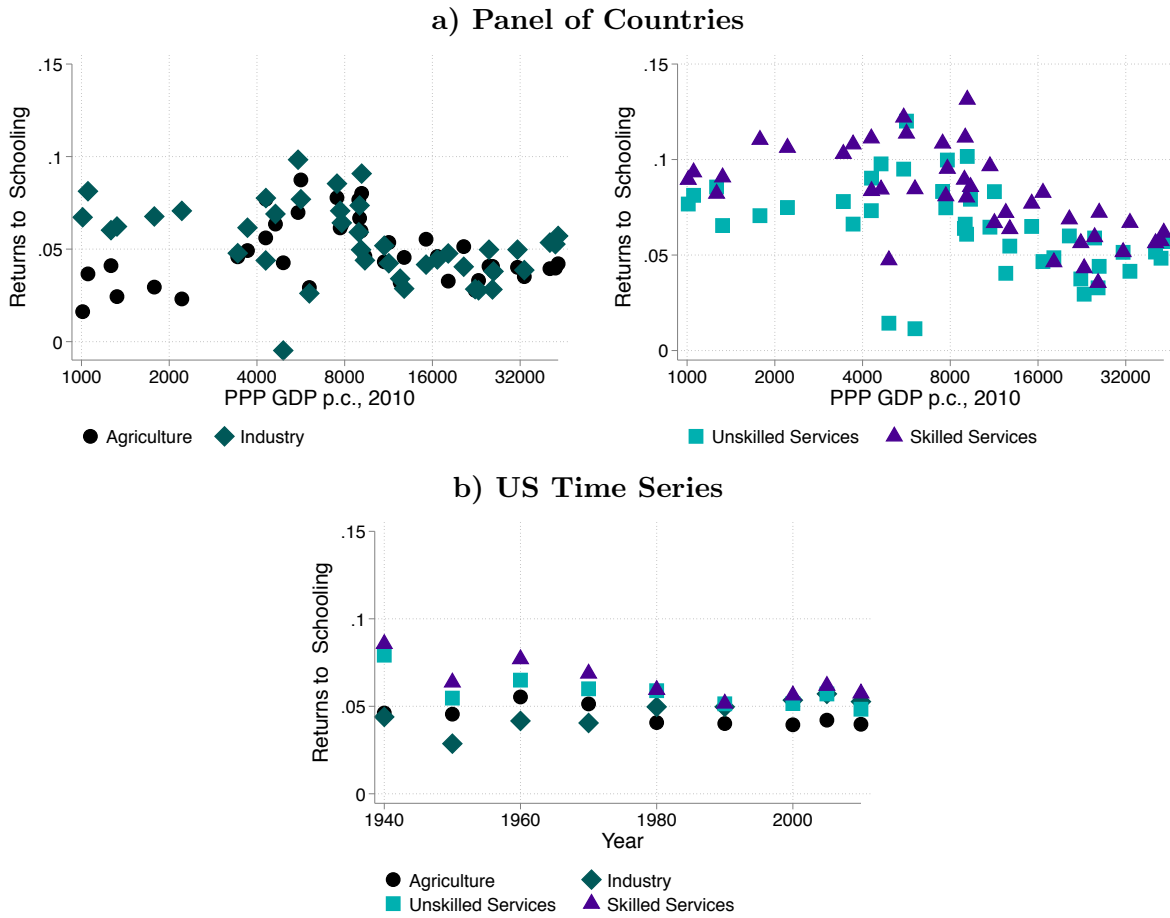 a) Panel of Countries
Returns to Schooling
.15
.1
.05
0
1000 2000 4000 8000 16000 32000
PPP GDP p.c., 2010
Agriculture Industry
Returns to Schooling
.15
.1
.05
0
1000 2000 4000 8000 16000 32000
PPP GDP p.c., 2010
Unskilled Services Skilled Services
b) US Time Series
Returns to Schooling
.15
.1
.05
0
1940 1960 1980 2000
Year
Agriculture Industry
Unskilled Services Skilled Services